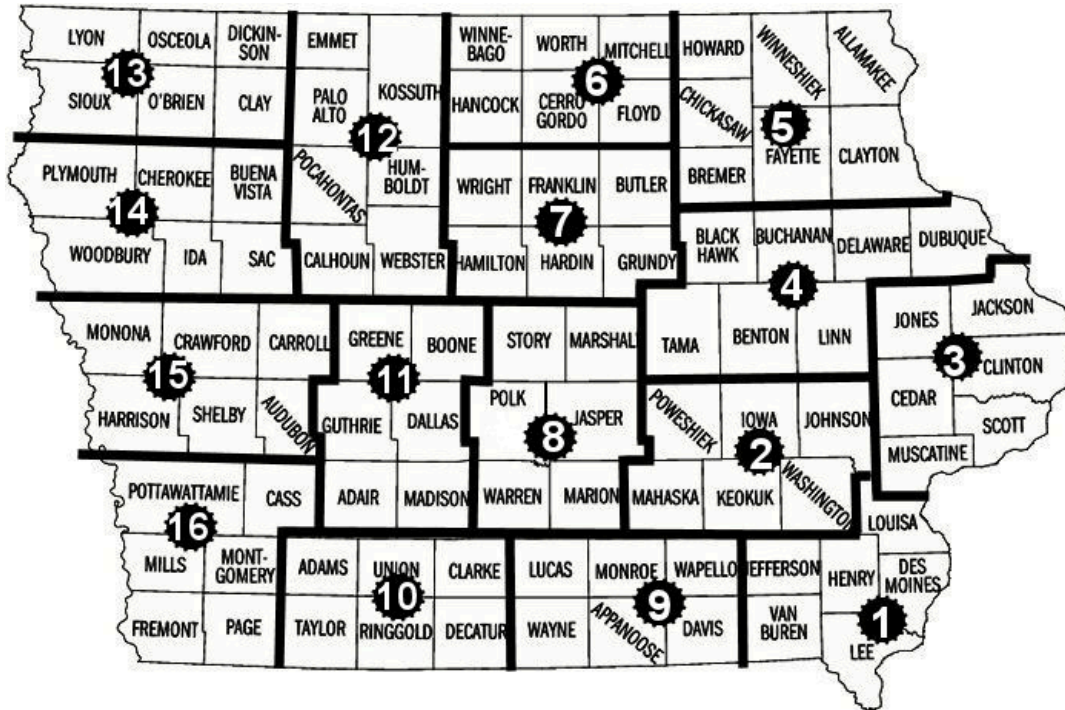 LYON
OSCEOLA
DICKIN-
SON
EMMET
WINNE-
BAGO
WORTH
MITCHELL
HOWARD
WINNESHIEK
ALLAMAKEE
13
6
SIOUX
O'BRIEN
CLAY
PALO
ALTO
KOSSUTH
HANCOCK
CERRO
GORDO
FLOYD
CHICKASAW
5
12
PLYMOUTH
CHEROKEE
BUENA
VISTA
POCAHONTAS
HUM-
BOLDT
WRIGHT
FRANKLIN
BUTLER
BREMER
FAYETTE
CLAYTON
14
7
WOODBURY
IDA
SAC
CALHOUN
WEBSTER
HAMILTON
HARDIN
GRUNDY
BLACK
HAWK
BUCHANAN
DELAWARE
DUBUQUE
4
MONONA
CRAWFORD
CARROLL
GREENE
BOONE
STORY
MARSHAL
TAMA
BENTON
LINN
JONES
JACKSON
15
11
3
CLINTON
HARRISON
SHELBY
AUDUBON
GUTHRIE
DALLAS
POLK
JASPER
POWESHIEK
IOWA
JOHNSON
CEDAR
SCOTT
8
2
MUSCATINE
POTTAWATTAMIE
CASS
ADAIR
MADISON
WARREN
MARION
MAHASKA
KEOKUK
WASHINGTON
LOUISA
16
MILLS
MONT-
GOMERY
ADAMS
UNION
CLARKE
LUCAS
MONROE
WAPELLO
JEFFERSON
HENRY
DES
MOINES
10
9
1
FREMONT
PAGE
TAYLOR
RINGGOLD
DECATUR
WAYNE
APPANOOSE
DAVIS
VAN
BUREN
LEE